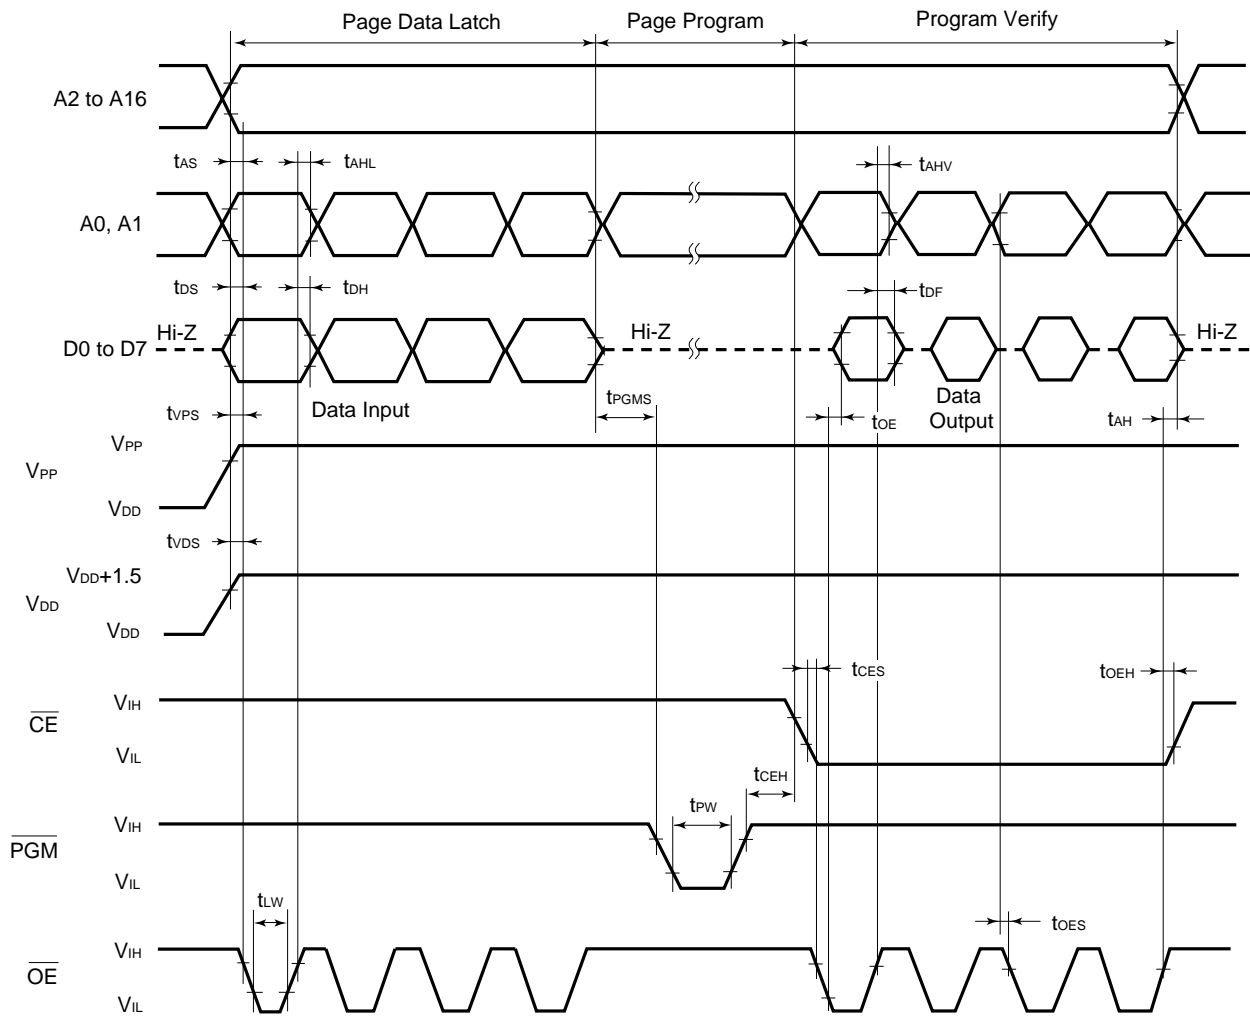 Page Data Latch Page Program Program Verify
A2 to A16
tAS tAHL tAHV
A0, A1
tDS tDH tDF
Hi-Z Hi-Z Hi-Z
D0 to D7
Data Input tPGMS Data
Output
tVPS tOE tAH
VPP
VPP
VDD
tVDS
VDD+1.5
VDD
VDD
tCES tOEH
VIH
CE
VIL
tCEH
tPW
VIH
PGM
VIL
tLW tOES
VIH
OE
VIL